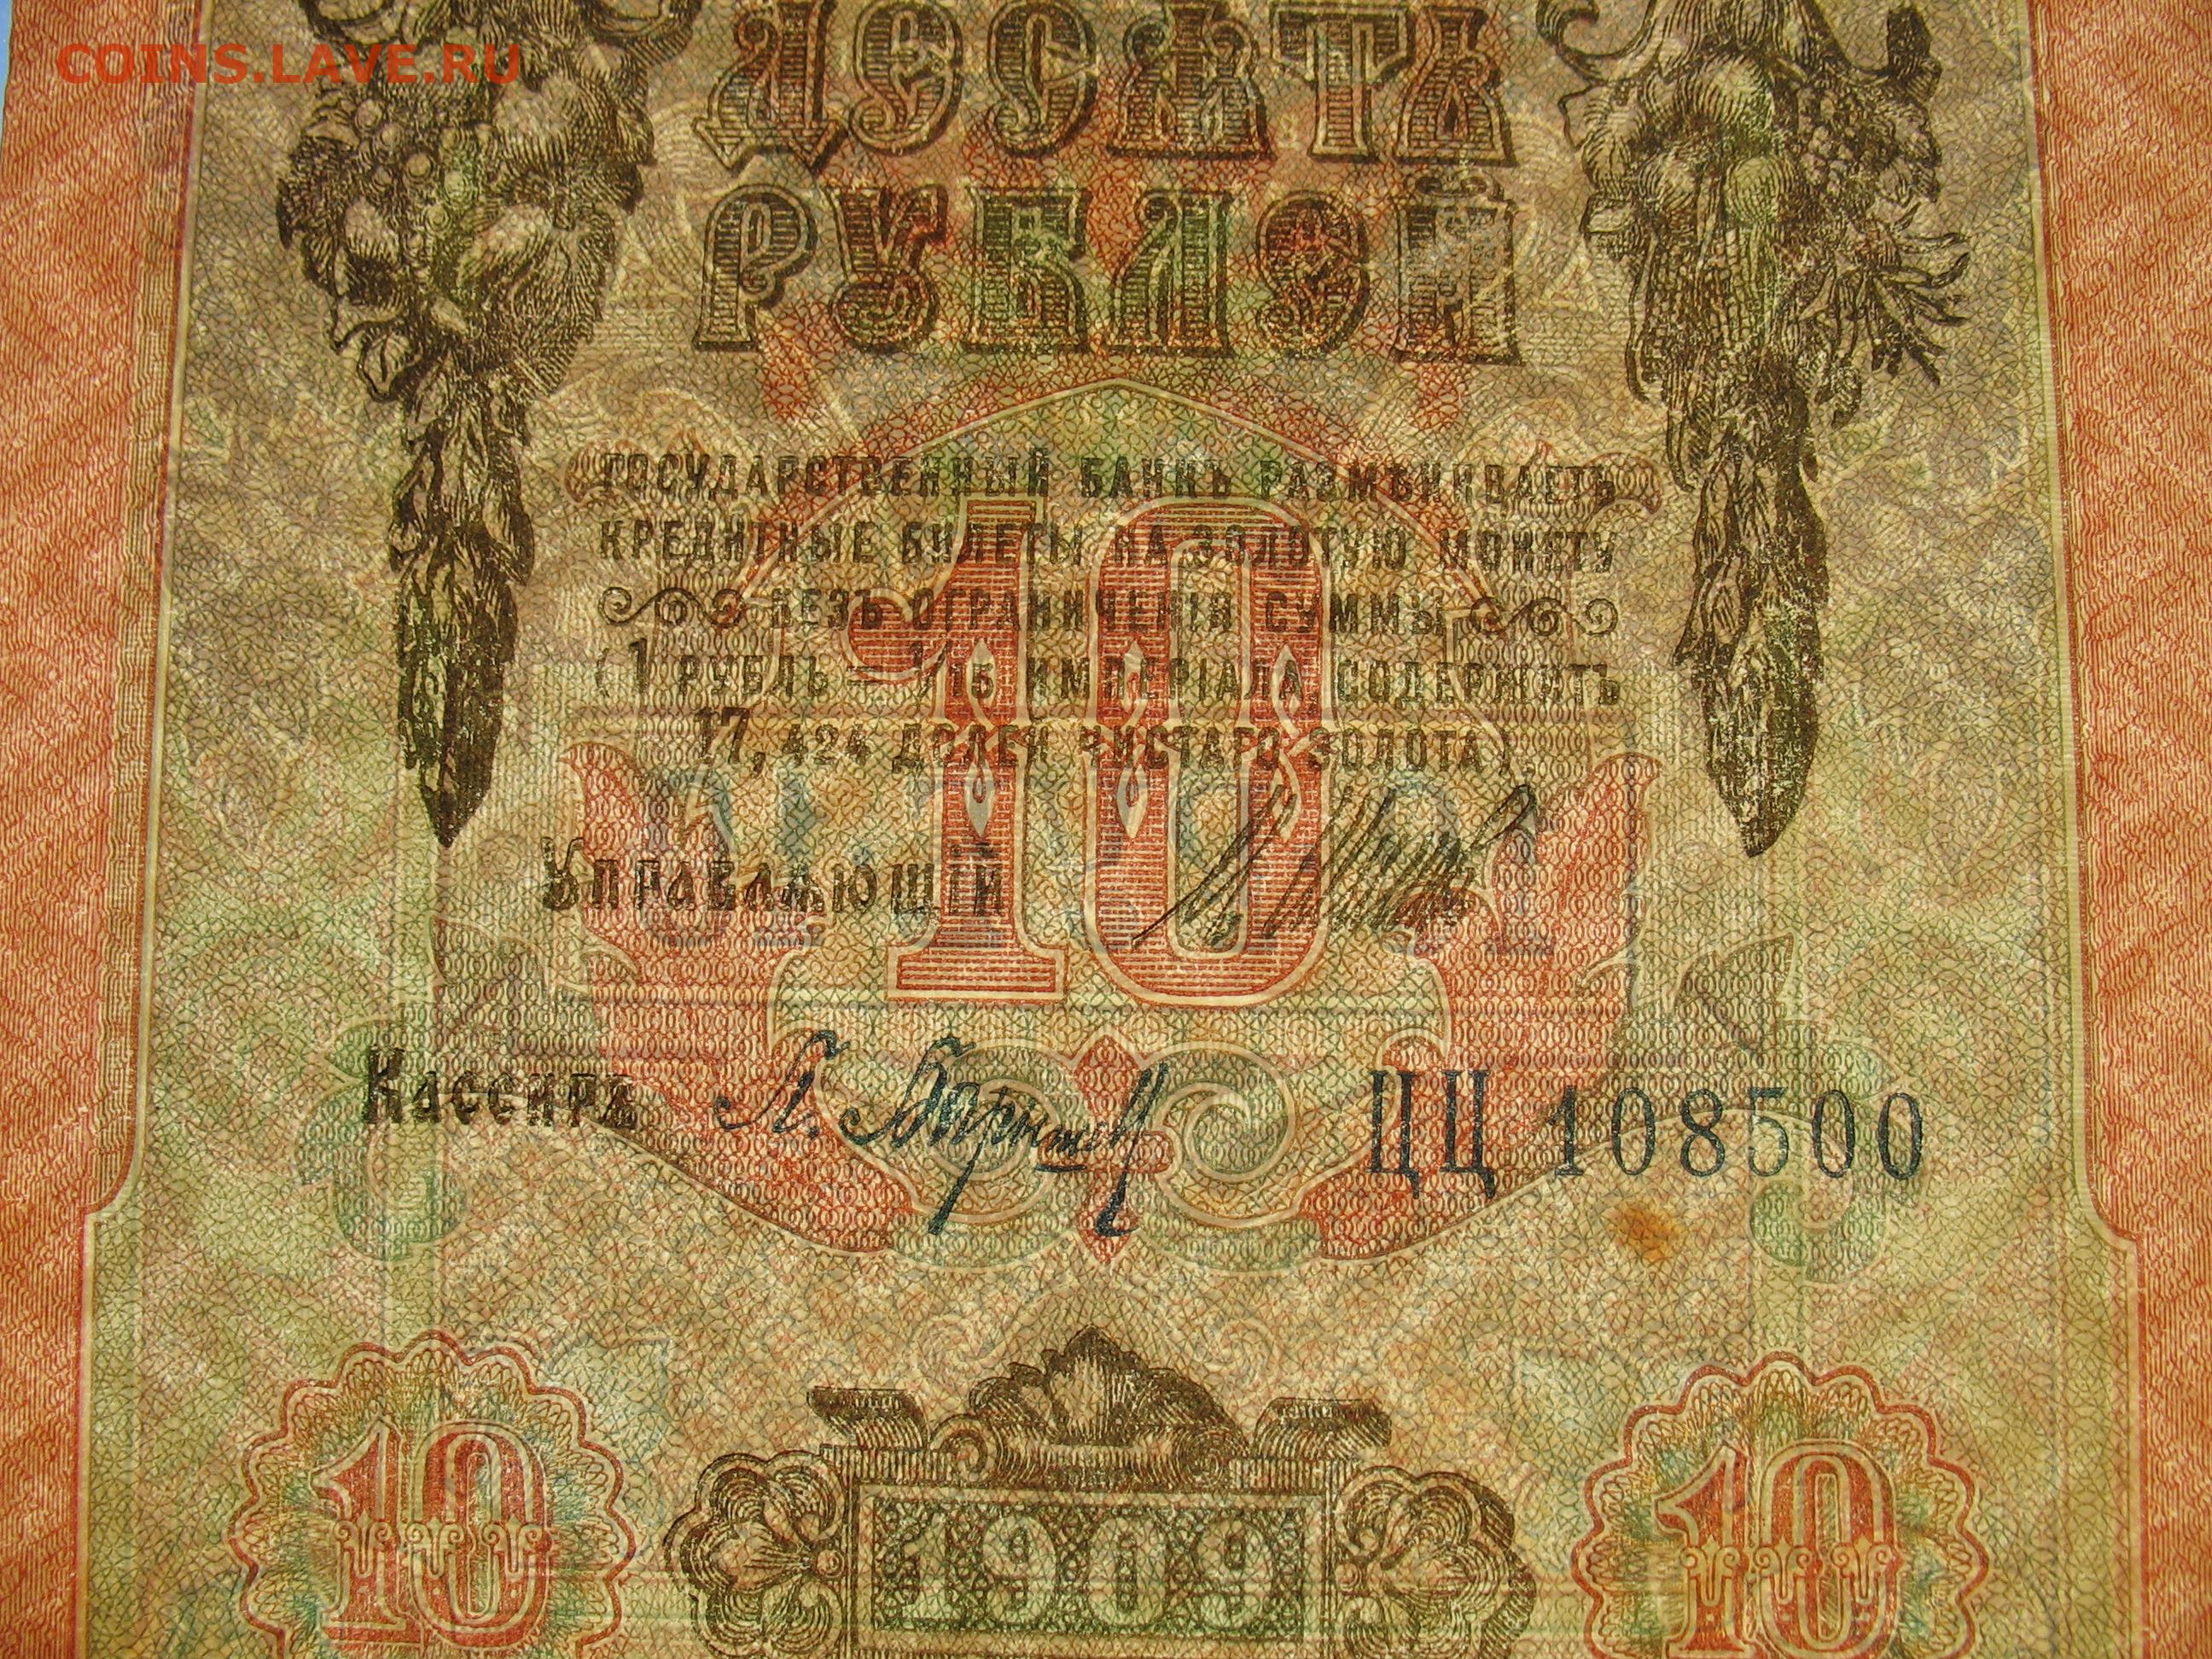 COINS.LAVE.RU
ДЕСЯТЬ
РУБЛЕЙ
ГОСУДАРСТВЕННЫЙ БАНКЪ РАЗМѢНИВАЕТЪ
КРЕДИТНЫЕ БИЛЕТЫ НА ЗОЛОТУЮ МОНЕТУ
БЕЗЪ ОГРАНИЧЕНІЯ СУММЫ
(1 РУБЛЬ = 1/15 ИМПЕРІАЛА, СОДЕРЖИТЪ
17,424 ДОЛЕЙ ЧИСТАГО ЗОЛОТА).
10
Управляющій
Кассиръ ЦЦ 108500
10 1909 10